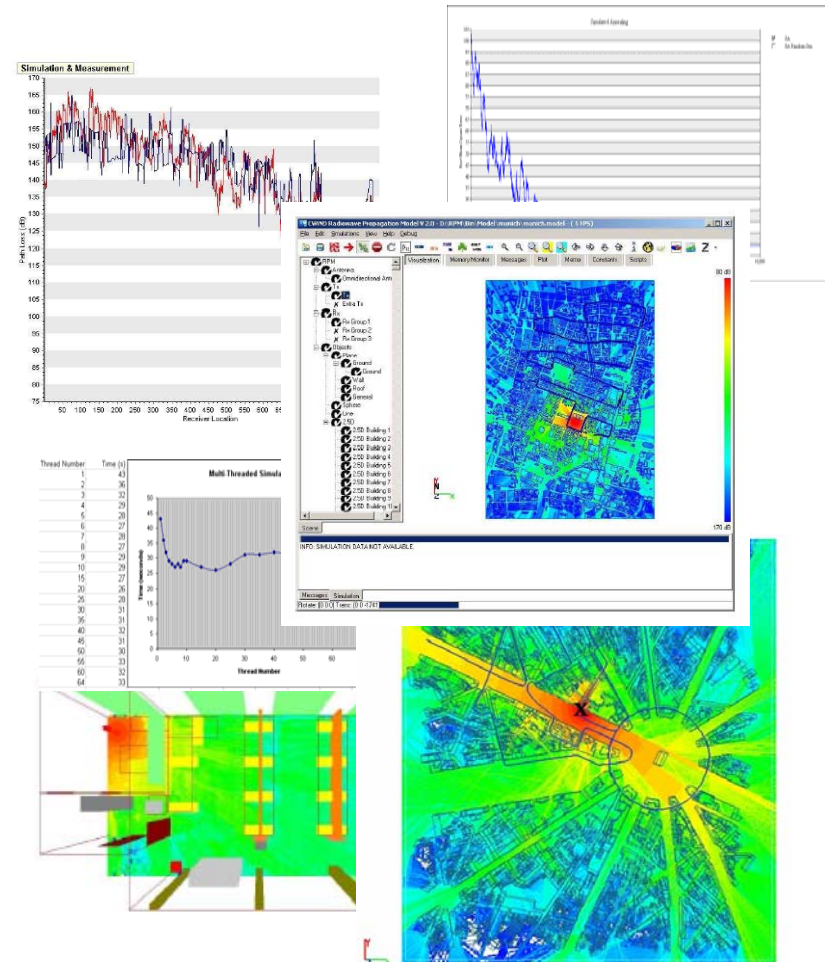 Simulation & Measurement
Path Loss (dB)
170
165
160
155
150
145
140
135
130
125
120
115
110
105
100
95
90
85
80
75
50 100 150 200 250 300 350 400 450 500 550 600
Receiver Location
CWIND Radiowave Propagation Model V 2.0
File Edit Simulations View Help Debug
Visualization Memory/Monitor Messages Plot Memo Constants Scripts
RPM
Antennas
Omnidirectional Ant
Tx
Tx
Extra Tx
Rx
Rx Group 1
Rx Group 2
Rx Group 3
Objects
Plane
Ground
Ground
Wall
Roof
General
Sphere
Line
2.5D
2.5D Building 1
2.5D Building 2
2.5D Building 3
2.5D Building 4
2.5D Building 5
2.5D Building 6
2.5D Building 7
2.5D Building 8
2.5D Building 9
80 dB
170 dB
Scene
INFO: SIMULATION DATA NOT AVAILABLE.
Messages Simulation
Thread Number Time (s)
1 43
2 36
3 32
4 29
5 28
6 27
7 28
8 27
9 29
10 29
15 27
20 26
25 28
30 31
35 31
40 32
45 31
50 30
55 33
60 32
64 33
Multi-Threaded Simula
Time (seconds)
50
45
40
35
30
25
20
15
10
5
0
0 10 20 30 40 50 60
Thread Number
X